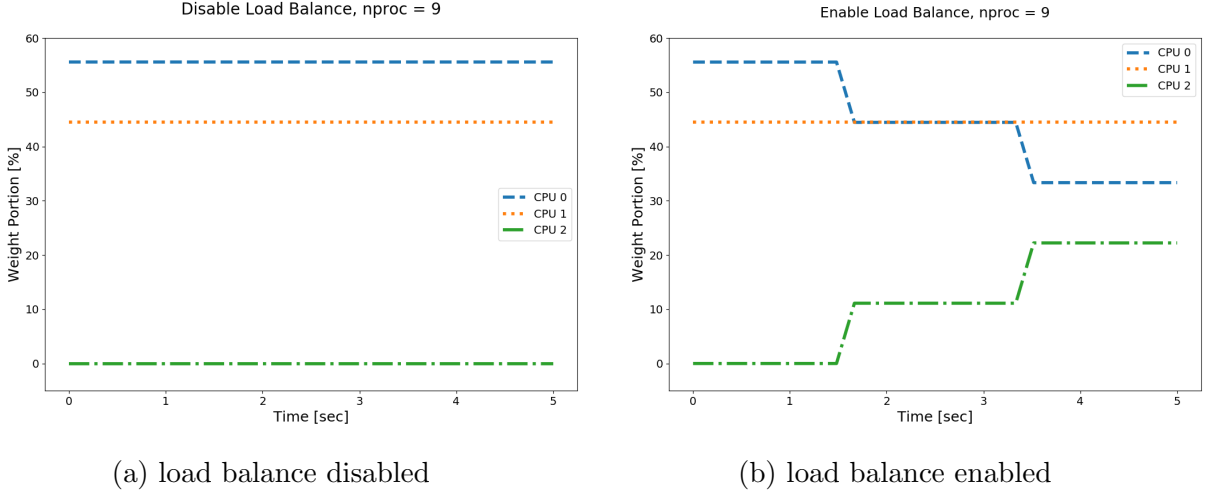 Disable Load Balance, nproc = 9
60
50
40
30
20
10
0
Weight Portion [%]
CPU 0
CPU 1
CPU 2
0 1 2 3 4 5
Time [sec]
(a) load balance disabled
Enable Load Balance, nproc = 9
60
50
40
30
20
10
0
Weight Portion [%]
CPU 0
CPU 1
CPU 2
0 1 2 3 4 5
Time [sec]
(b) load balance enabled